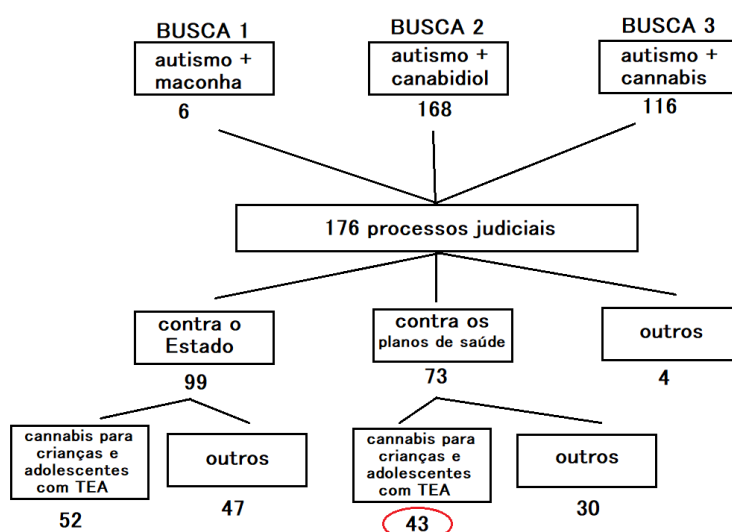 BUSCA 1
autismo +
maconha
6
BUSCA 2
autismo +
canabidiol
168
BUSCA 3
autismo +
cannabis
116
176 processos judiciais
contra o
Estado
99
contra os
planos de saúde
73
outros
4
cannabis para
crianças e
adolescentes
com TEA
52
outros
47
cannabis para
crianças e
adolescentes
com TEA
43
outros
30